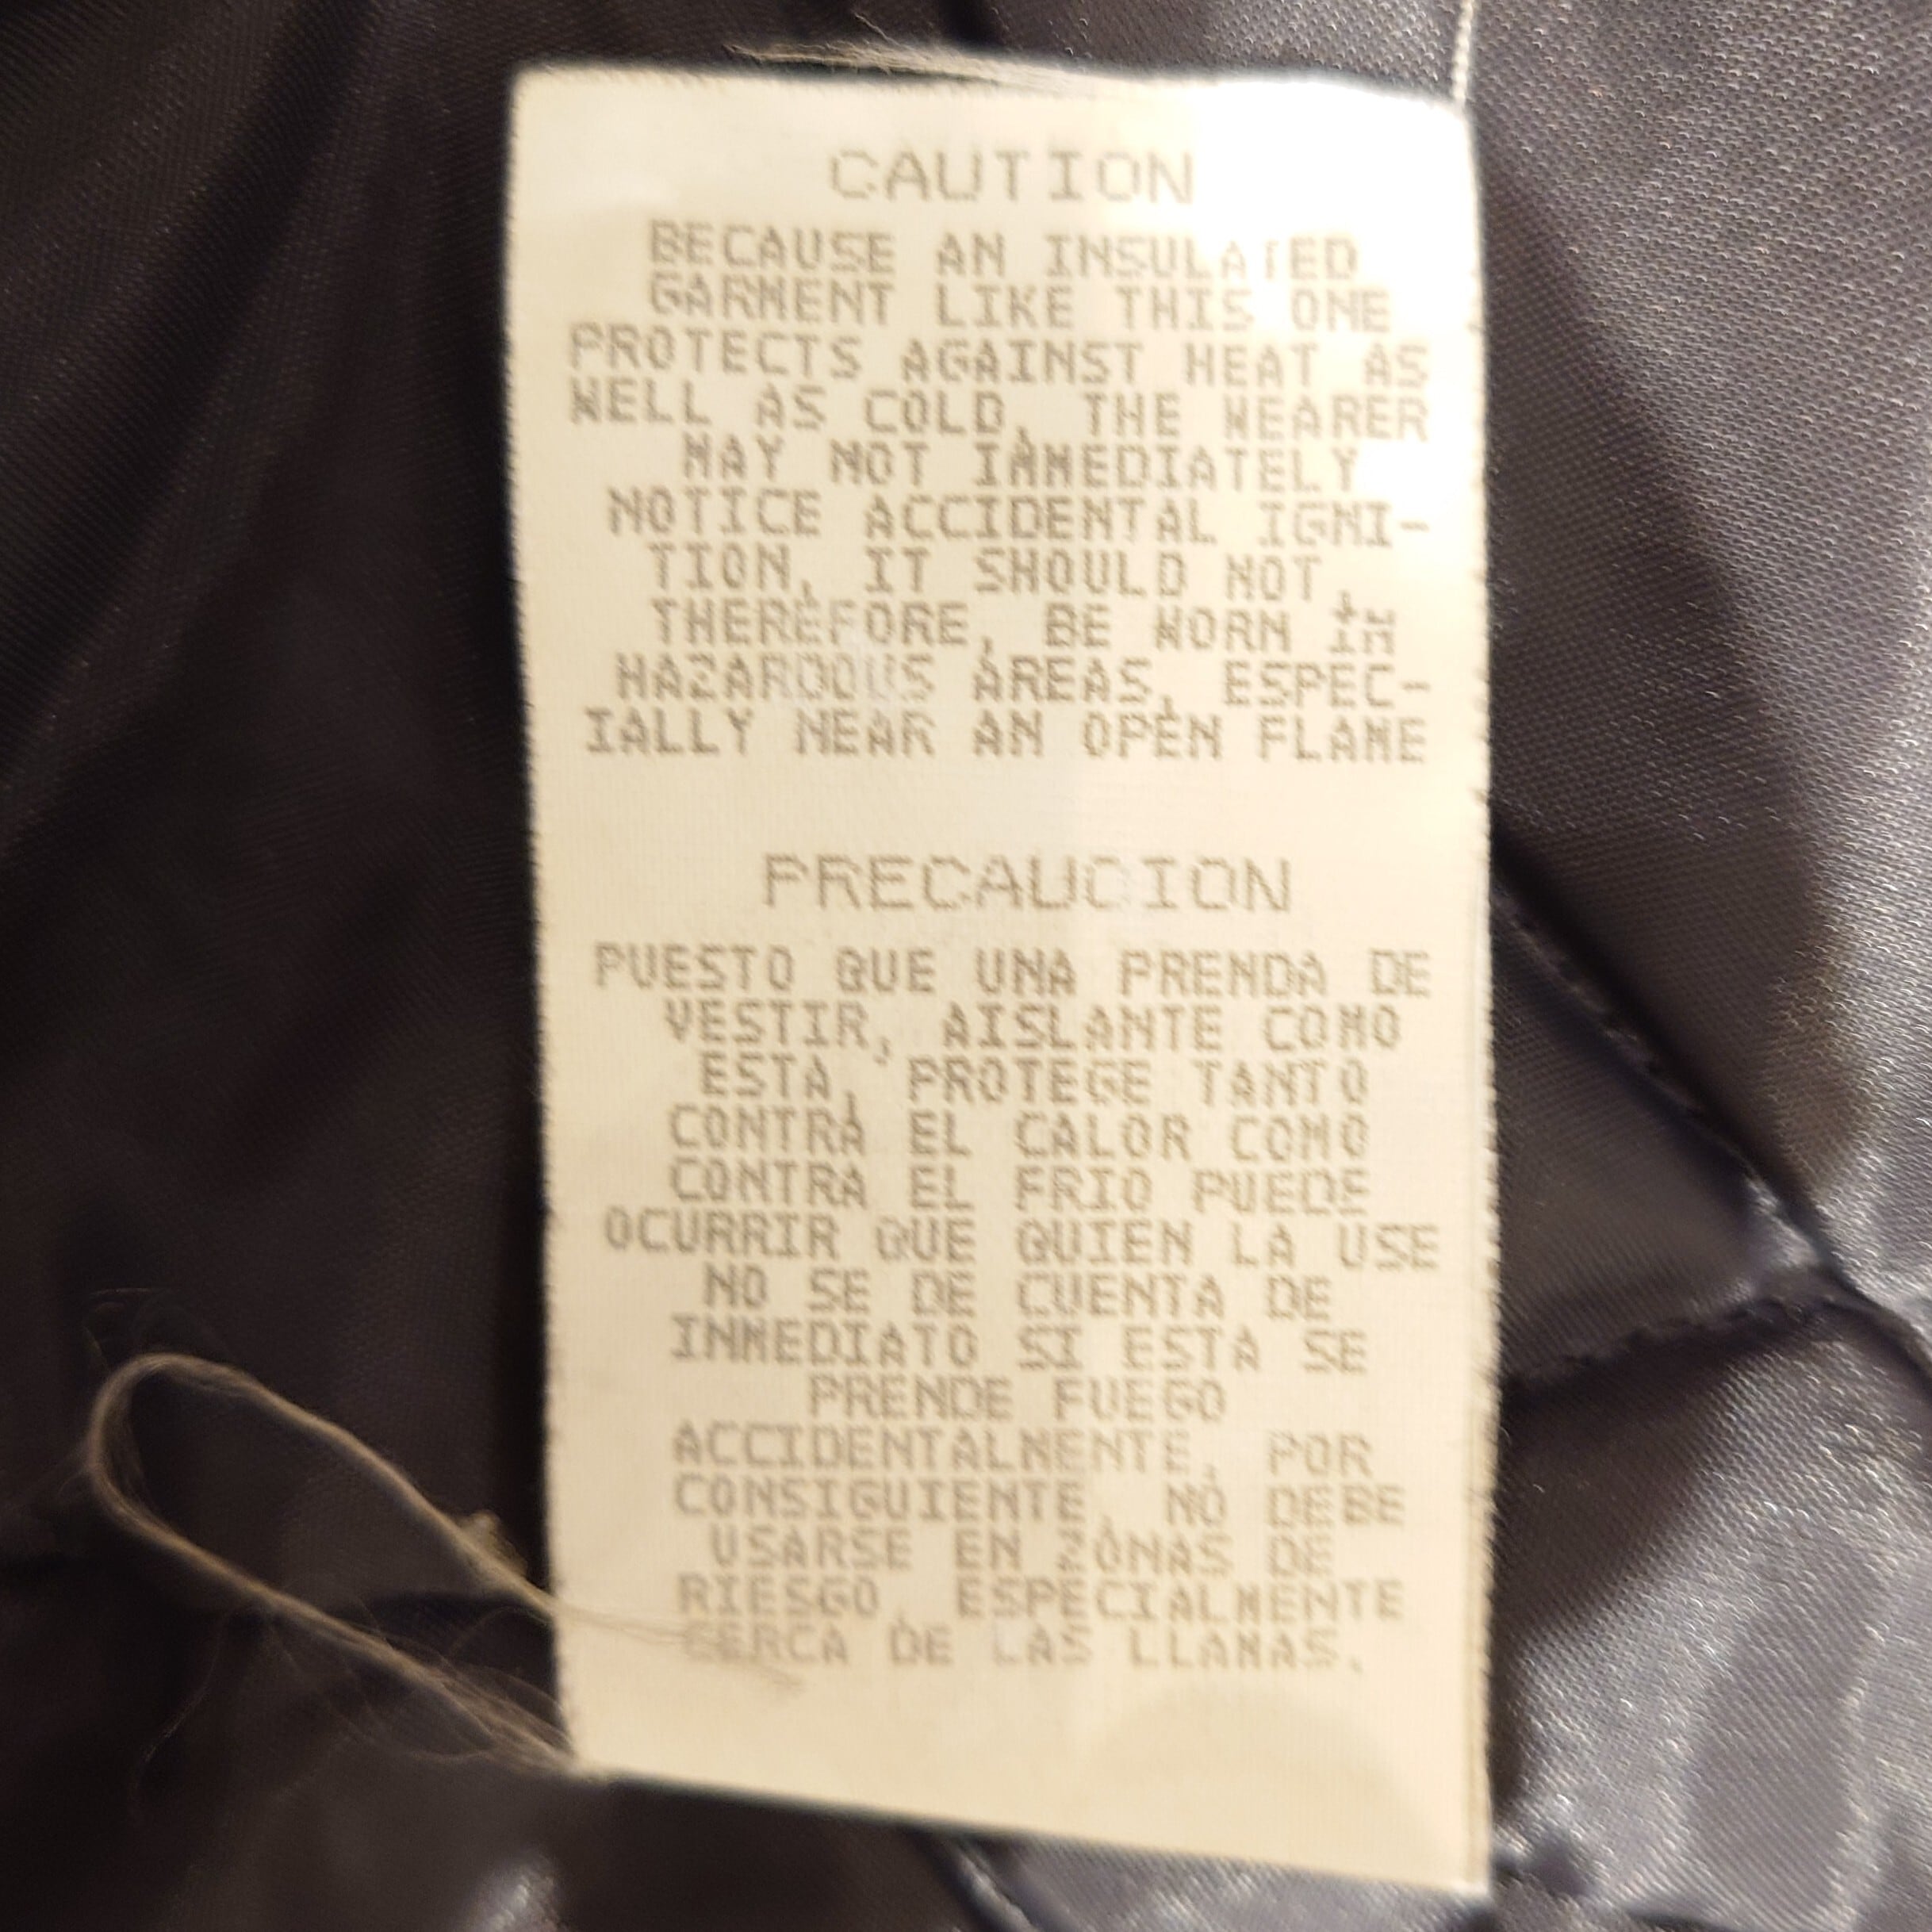 CAUTION
BECAUSE AN INSULATED
GARMENT LIKE THIS ONE
PROTECTS AGAINST HEAT AS
WELL AS COLD, THE WEARER
MAY NOT IMMEDIATELY
NOTICE ACCIDENTAL IGNI-
TION, IT SHOULD NOT,
THEREFORE, BE WORN IN
HAZARDOUS AREAS, ESPEC-
IALLY NEAR AN OPEN FLAME
PRECAUCION
PUESTO QUE UNA PRENDA DE
VESTIR, AISLANTE COMO
ESTA, PROTEGE TANTO
CONTRA EL CALOR COMO
CONTRA EL FRIO PUEDE
OCURRIR QUE QUIEN LA USE
NO SE DE CUENTA DE
INMEDIATO SI ESTA SE
PRENDE FUEGO
ACCIDENTALMENTE, POR
CONSIGUIENTE, NO DEBE
USARSE EN ZONAS DE
RIESGO, ESPECIALMENTE
CERCA DE LAS LLAMAS.